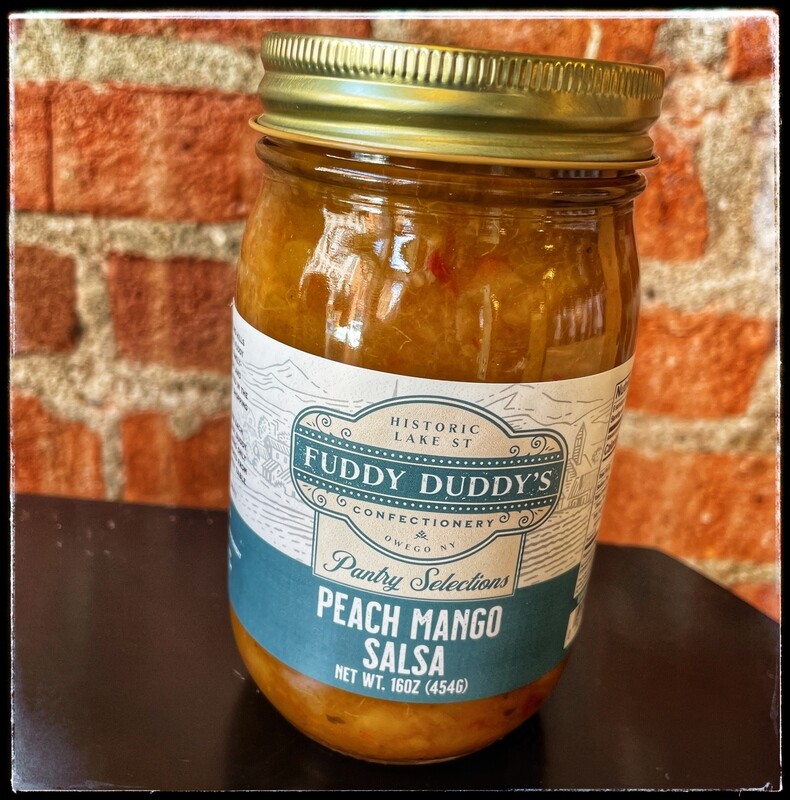 HISTORIC
LAKE ST
FUDDY DUDDY'S
CONFECTIONERY
OWEGO NY
Pantry Selections
PEACH MANGO
SALSA
NET WT. 16OZ (454G)